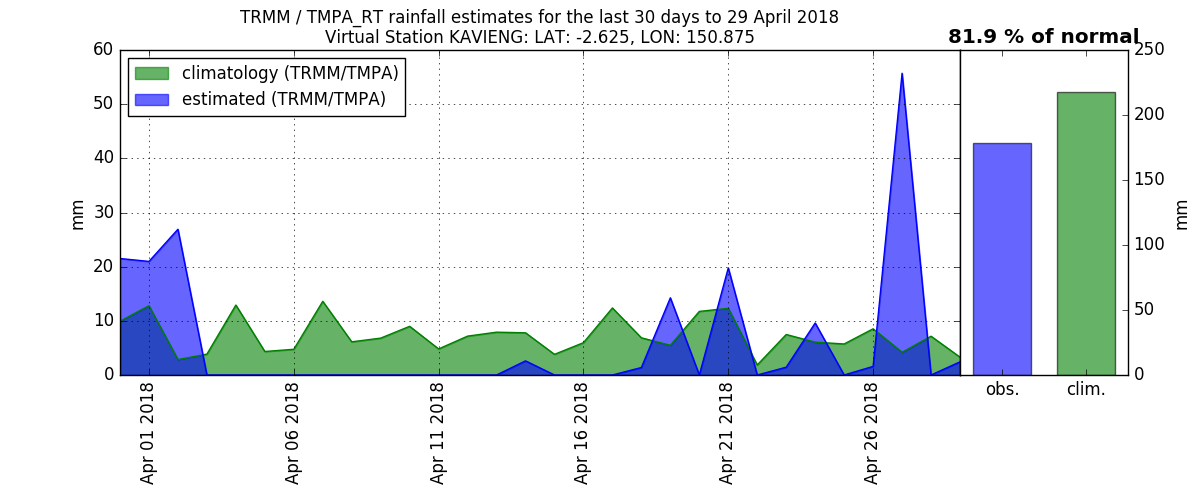 TRMM / TMPA_RT rainfall estimates for the last 30 days to 29 April 2018
Virtual Station KAVIENG: LAT: -2.625, LON: 150.875
81.9 % of normal
climatology (TRMM/TMPA)
estimated (TRMM/TMPA)
mm
60
50
40
30
20
10
0
Apr 01 2018
Apr 06 2018
Apr 11 2018
Apr 16 2018
Apr 21 2018
Apr 26 2018
250
200
150
100
50
0
mm
obs.
clim.